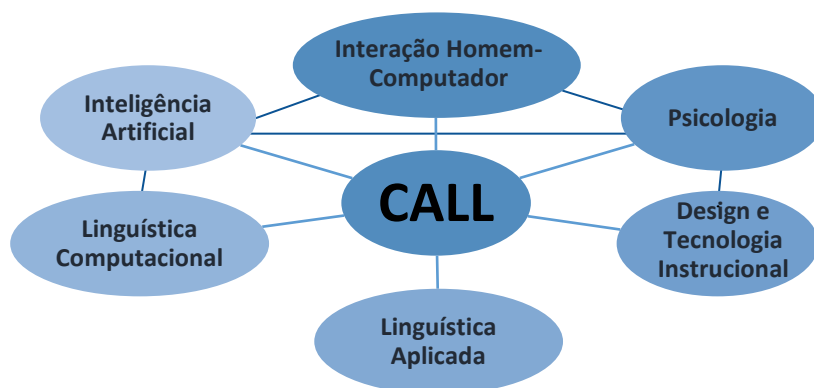 Interação Homem-
Computador
Inteligência
Artificial
Psicologia
CALL
Linguística
Computacional
Design e
Tecnologia
Instrucional
Linguística
Aplicada